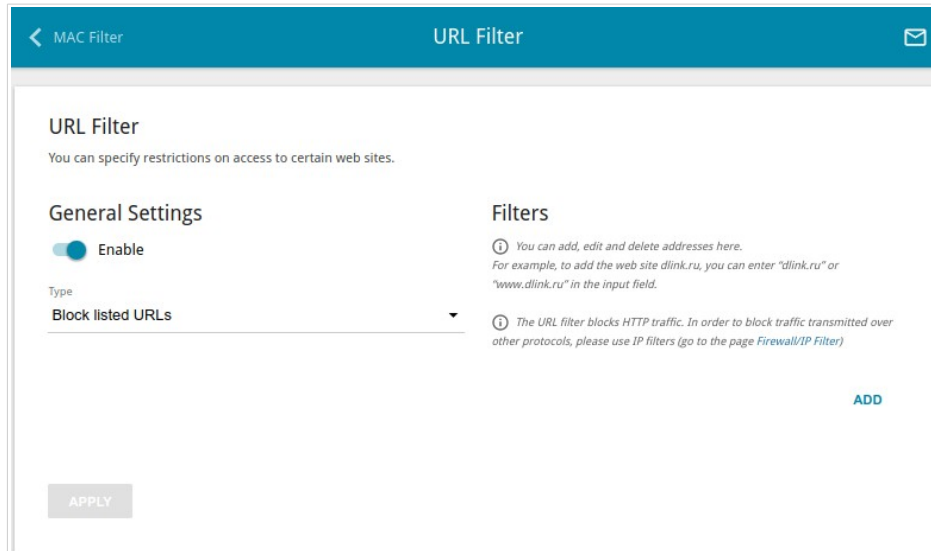 MAC Filter
URL Filter
URL Filter
You can specify restrictions on access to certain web sites.
General Settings
Enable
Type
Block listed URLs
Filters
You can add, edit and delete addresses here.
For example, to add the web site dlink.ru, you can enter “dlink.ru” or
“www.dlink.ru” in the input field.
The URL filter blocks HTTP traffic. In order to block traffic transmitted over
other protocols, please use IP filters (go to the page Firewall/IP Filter)
ADD
APPLY